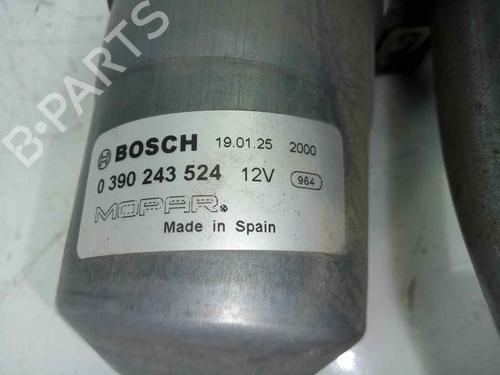 B-PARTS
BOSCH 19.01.25 2000
0 390 243 524 12V 964
MOPAR.
Made in Spain